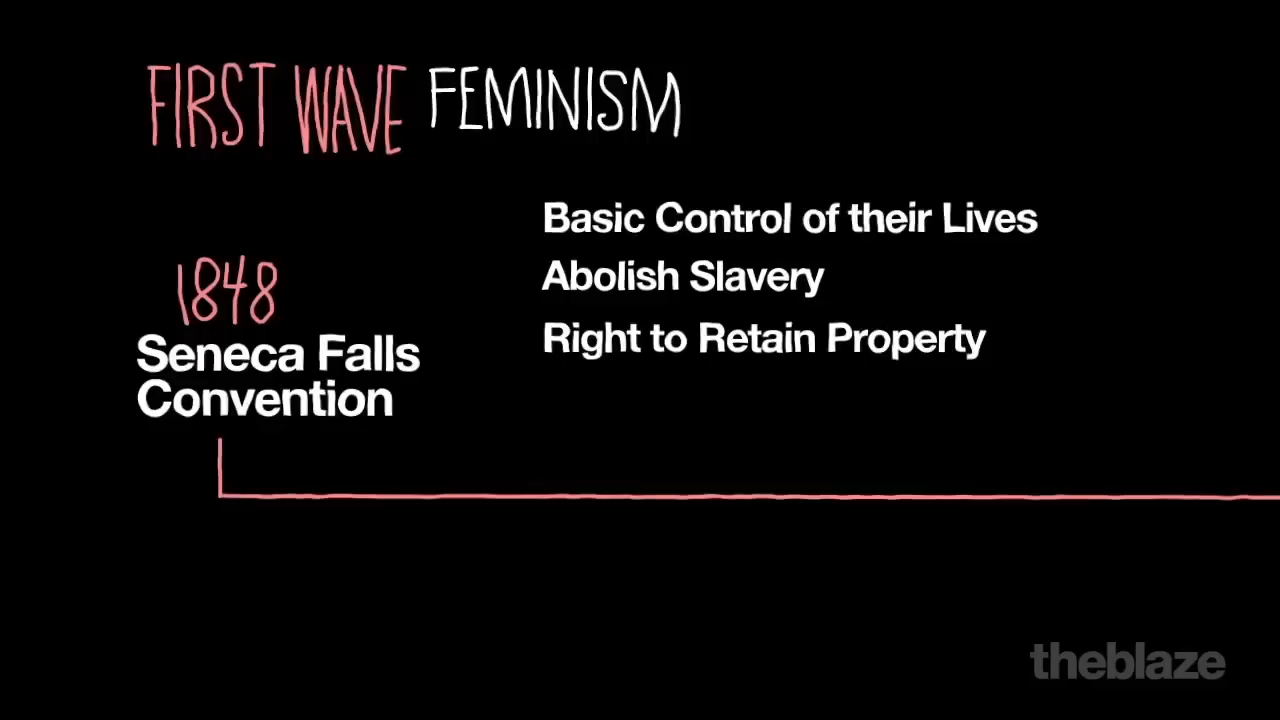 FIRST WAVE FEMINISM
1848
Seneca Falls
Convention
Basic Control of their Lives
Abolish Slavery
Right to Retain Property
theblaze